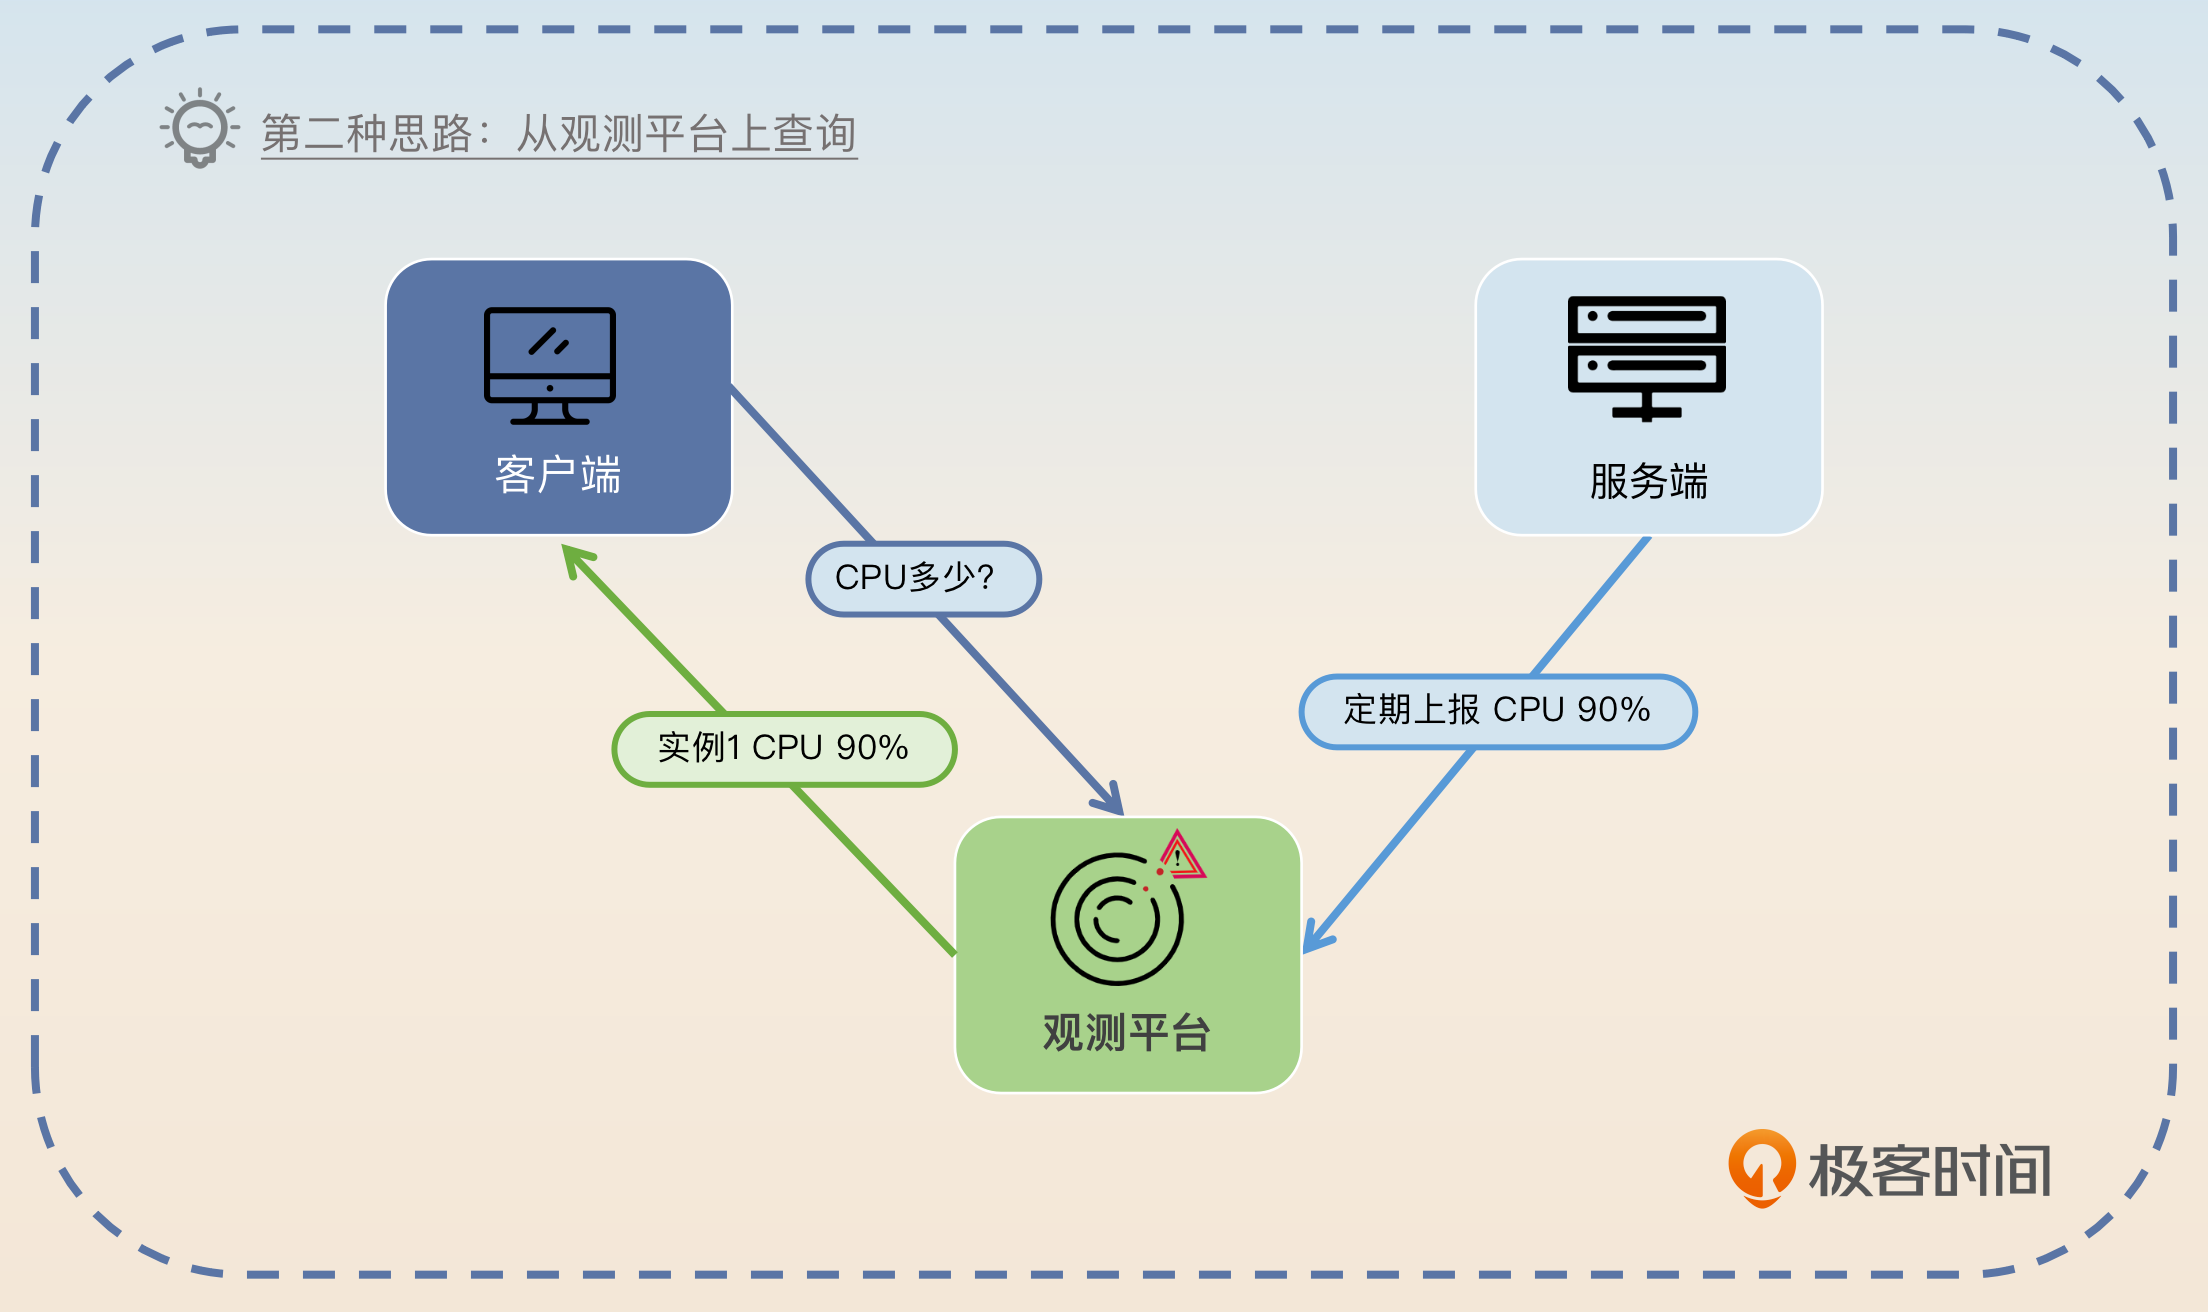 第二种思路：从观测平台上查询
客户端
服务端
CPU多少？
定期上报 CPU 90%
实例1 CPU 90%
!
观测平台
极客时间